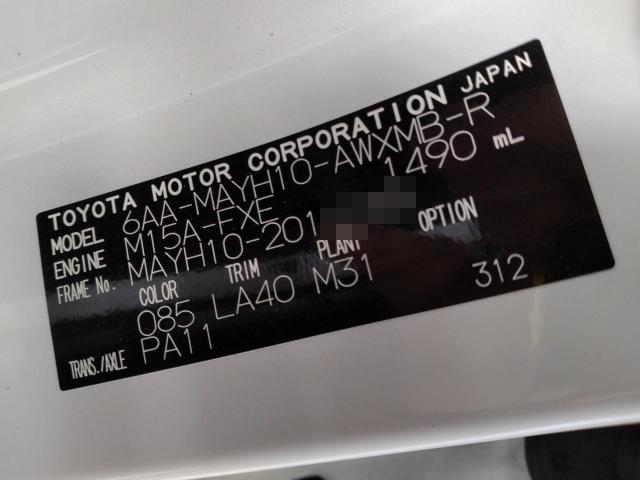 TOYOTA MOTOR CORPORATION JAPAN
MODEL 6AA-MAYH10-AWXMB-R
ENGINE M15A-FXE 1490 mL
FRAME No. MAYH10-201
COLOR TRIM PLANT OPTION
085 LA40 M31 312
TRANS./AXLE PA11